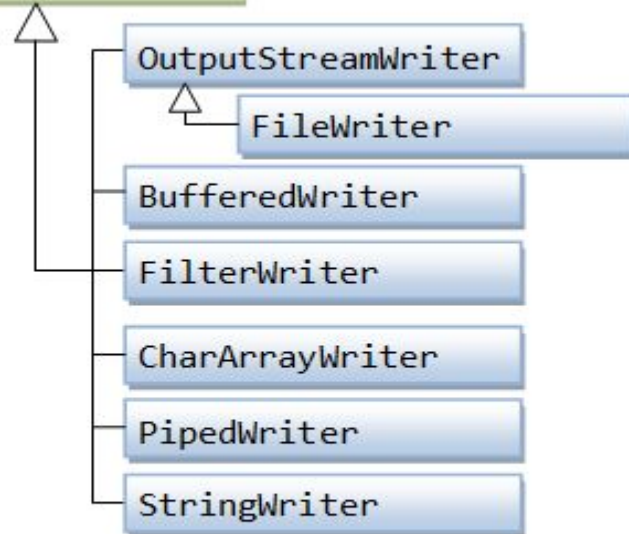 OutputStreamWriter
FileWriter
BufferedWriter
FilterWriter
CharArrayWriter
PipedWriter
StringWriter